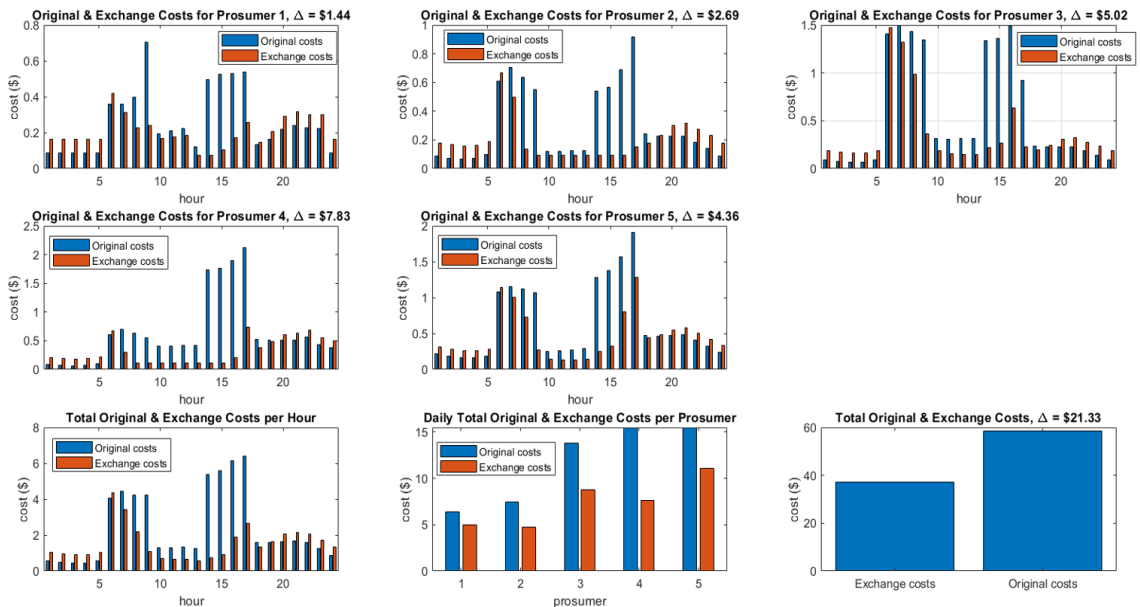 Original & Exchange Costs for Prosumer 1, Δ = $1.44
cost ($)
0.8
0.6
0.4
0.2
0
Original costs
Exchange costs
5 10 15 20
hour
Original & Exchange Costs for Prosumer 2, Δ = $2.69
cost ($)
1
0.8
0.6
0.4
0.2
0
Original costs
Exchange costs
5 10 15 20
hour
Original & Exchange Costs for Prosumer 3, Δ = $5.02
cost ($)
1.5
1
0.5
0
Original costs
Exchange costs
5 10 15 20
hour
Original & Exchange Costs for Prosumer 4, Δ = $7.83
cost ($)
2.5
2
1.5
1
0.5
0
Original costs
Exchange costs
5 10 15 20
hour
Original & Exchange Costs for Prosumer 5, Δ = $4.36
cost ($)
2
1.5
1
0.5
0
Original costs
Exchange costs
5 10 15 20
hour
Total Original & Exchange Costs per Hour
cost ($)
8
6
4
2
0
Original costs
Exchange costs
5 10 15 20
hour
Daily Total Original & Exchange Costs per Prosumer
cost ($)
15
10
5
0
Original costs
Exchange costs
1 2 3 4 5
prosumer
Total Original & Exchange Costs, Δ = $21.33
cost ($)
60
40
20
0
Exchange costs Original costs